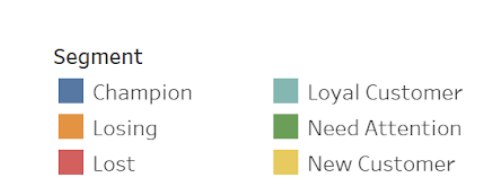 Segment
Champion
Losing
Lost
Loyal Customer
Need Attention
New Customer